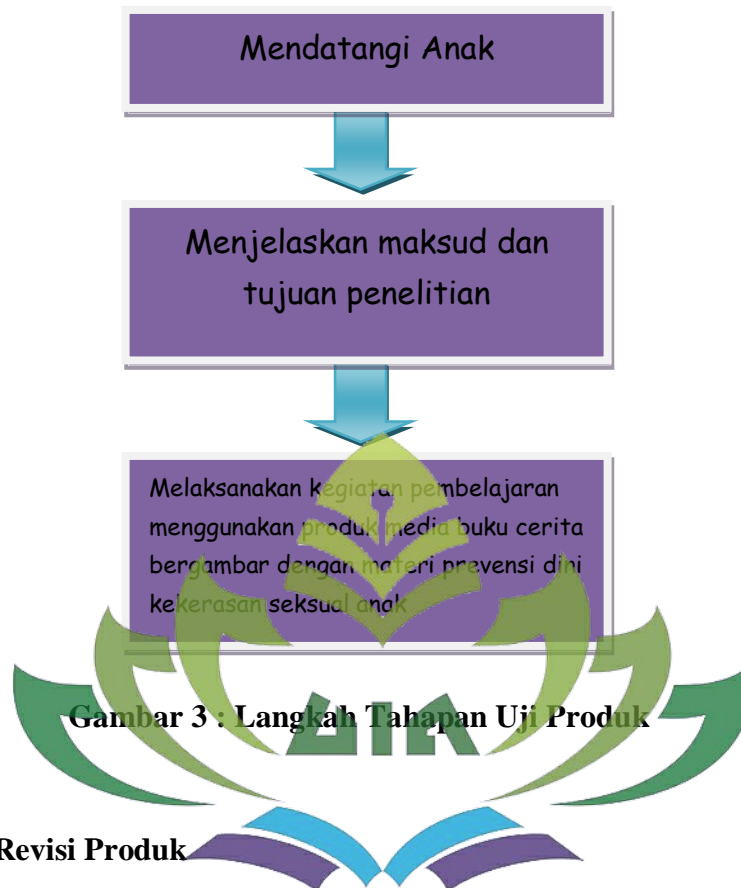 Mendatangi Anak
Menjelaskan maksud dan
tujuan penelitian
Melaksanakan kegiatan pembelajaran
menggunakan produk media buku cerita
bergambar dengan materi prevensi dini
kekerasan seksual anak
Gambar 3 : Langkah Tahapan Uji Produk
UIN
Revisi Produk